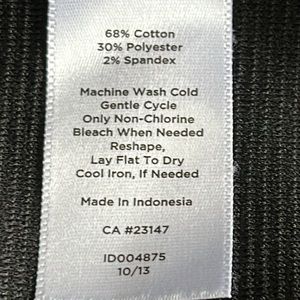 68% Cotton
30% Polyester
2% Spandex
Machine Wash Cold
Gentle Cycle
Only Non-Chlorine
Bleach When Needed
Reshape,
Lay Flat To Dry
Cool Iron, If Needed
Made In Indonesia
CA #23147
ID004875
10/13